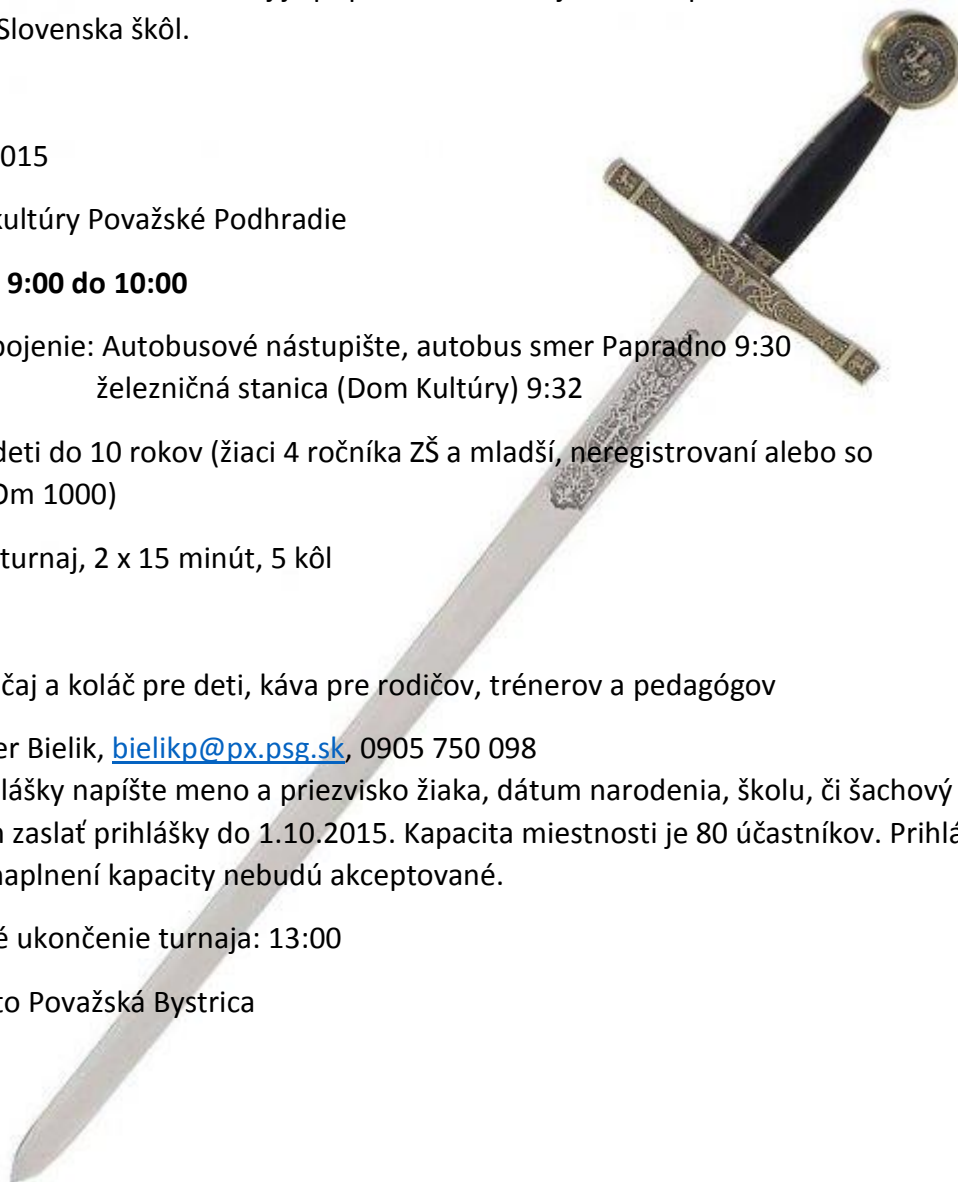 Slovenska škôl.
015
kultúry Považské Podhradie
9:00 do 10:00
pojenie: Autobusové nástupište, autobus smer Papradno 9:30
železničná stanica (Dom Kultúry) 9:32
deti do 10 rokov (žiaci 4 ročníka ZŠ a mladší, neregistrovaní alebo so
Om 1000)
turnaj, 2 x 15 minút, 5 kôl
čaj a koláč pre deti, káva pre rodičov, trénerov a pedagógov
er Bielik, bielikp@px.psg.sk, 0905 750 098
lášky napíšte meno a priezvisko žiaka, dátum narodenia, školu, či šachový
zaslať prihlášky do 1.10.2015. Kapacita miestnosti je 80 účastníkov. Prihlá
naplnení kapacity nebudú akceptované.
é ukončenie turnaja: 13:00
to Považská Bystrica